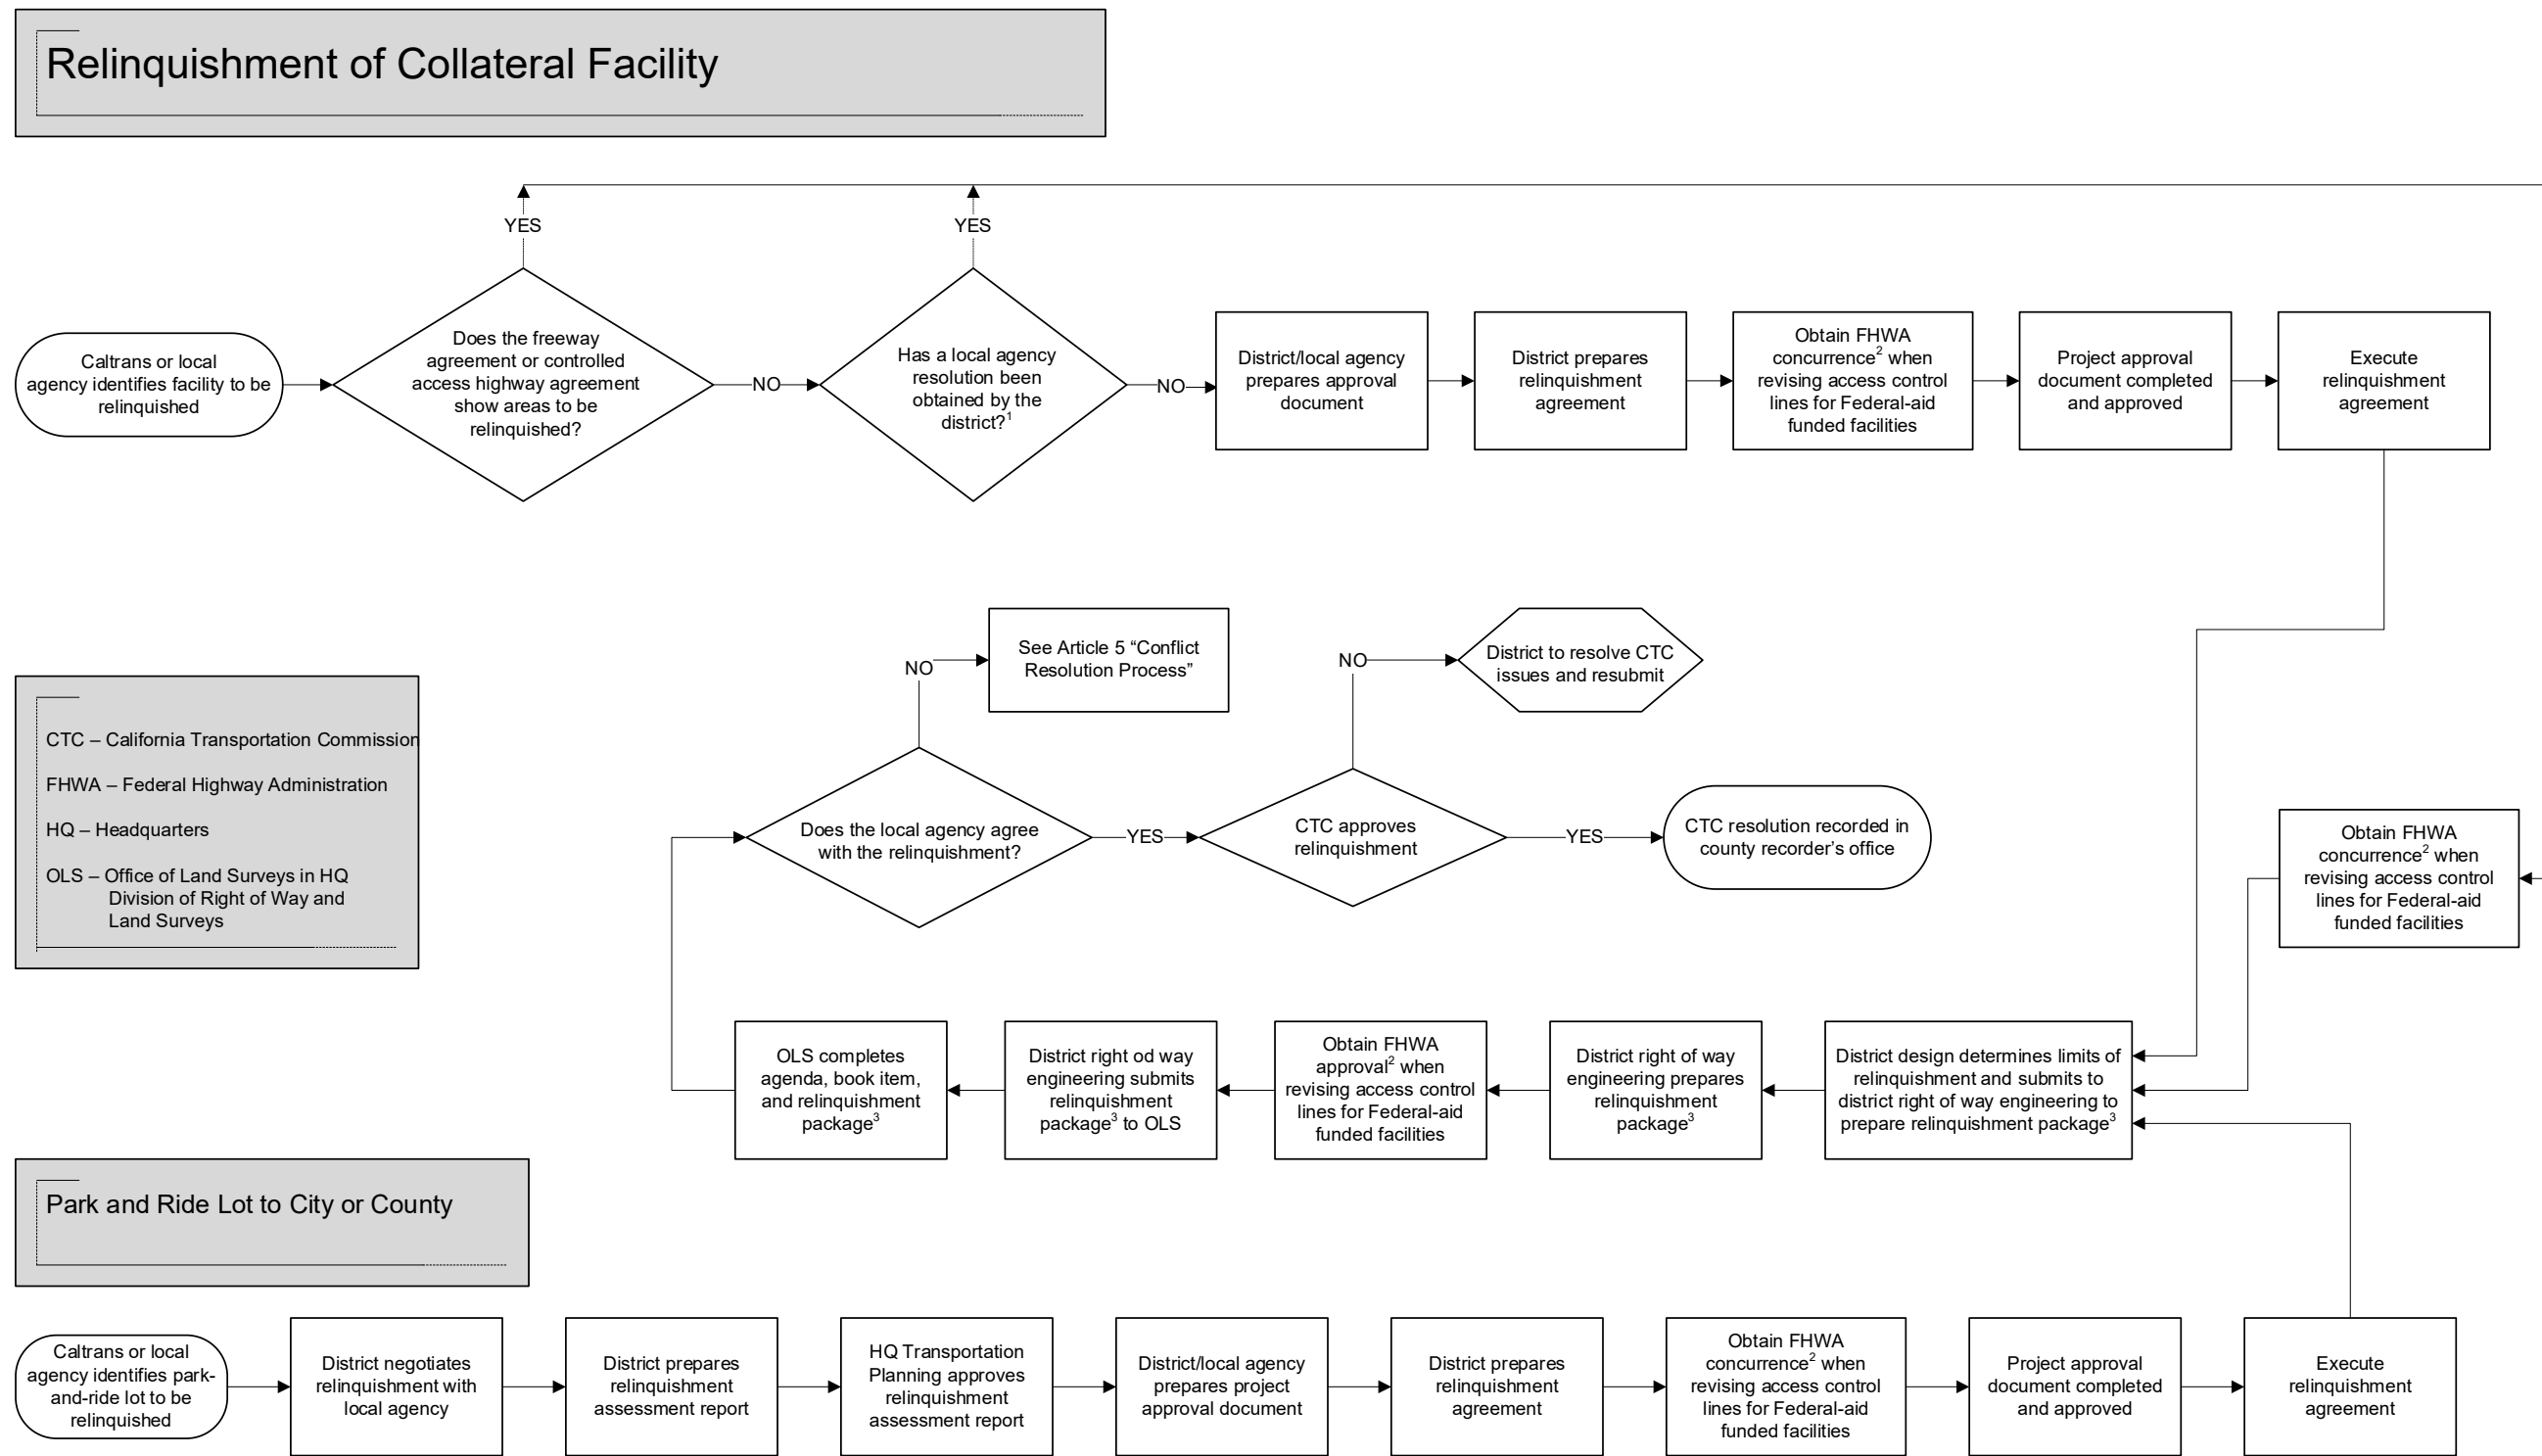 Relinquishment of Collateral Facility
YES
YES
Caltrans or local
agency identifies facility to be
relinquished
Does the freeway
agreement or controlled
access highway agreement
show areas to be
relinquished?
NO
Has a local agency
resolution been
obtained by the
district?1
NO
District/local agency
prepares approval
document
District prepares
relinquishment
agreement
Obtain FHWA
concurrence2 when
revising access control
lines for Federal-aid
funded facilities
Project approval
document completed
and approved
Execute
relinquishment
agreement
NO
See Article 5 “Conflict
Resolution Process”
NO
District to resolve CTC
issues and resubmit
CTC – California Transportation Commission
FHWA – Federal Highway Administration
HQ – Headquarters
OLS – Office of Land Surveys in HQ
Division of Right of Way and
Land Surveys
Does the local agency agree
with the relinquishment?
YES
CTC approves
relinquishment
YES
CTC resolution recorded in
county recorder’s office
Obtain FHWA
concurrence2 when
revising access control
lines for Federal-aid
funded facilities
OLS completes
agenda, book item,
and relinquishment
package3
District right od way
engineering submits
relinquishment
package3 to OLS
Obtain FHWA
approval2 when
revising access control
lines for Federal-aid
funded facilities
District right of way
engineering prepares
relinquishment
package3
District design determines limits of
relinquishment and submits to
district right of way engineering to
prepare relinquishment package3
Park and Ride Lot to City or County
Caltrans or local
agency identifies park-
and-ride lot to be
relinquished
District negotiates
relinquishment with
local agency
District prepares
relinquishment
assessment report
HQ Transportation
Planning approves
relinquishment
assessment report
District/local agency
prepares project
approval document
District prepares
relinquishment
agreement
Obtain FHWA
concurrence2 when
revising access control
lines for Federal-aid
funded facilities
Project approval
document completed
and approved
Execute
relinquishment
agreement